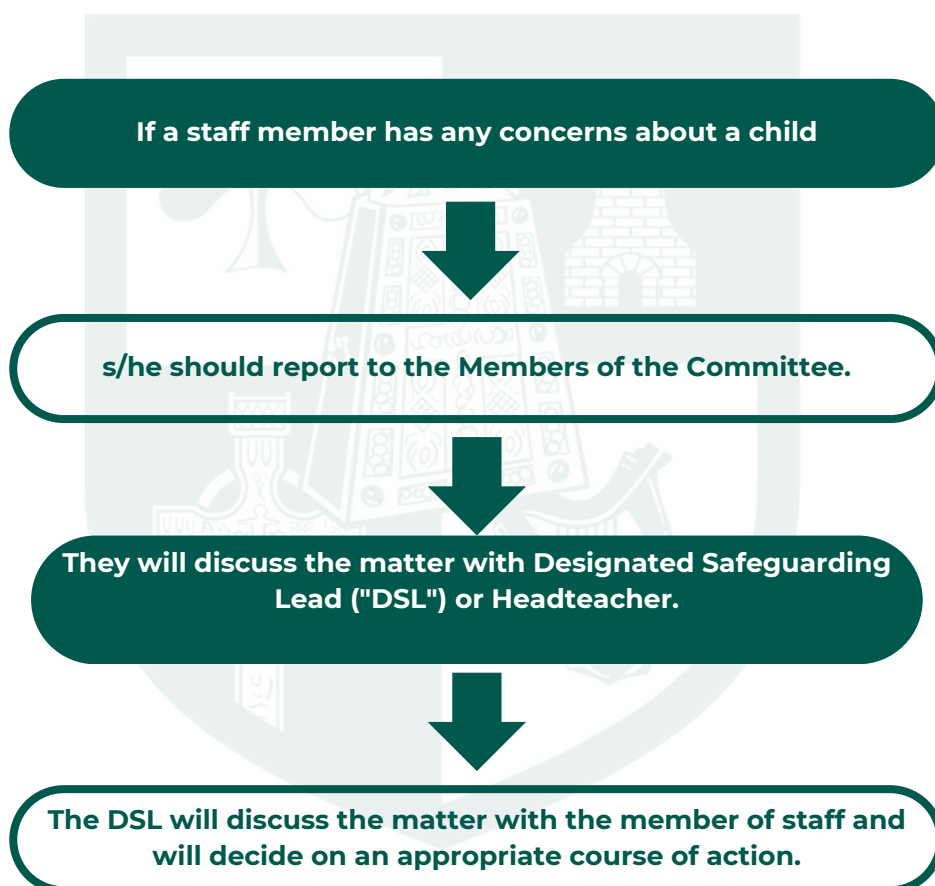 If a staff member has any concerns about a child
s/he should report to the Members of the Committee.
They will discuss the matter with Designated Safeguarding
Lead ("DSL") or Headteacher.
The DSL will discuss the matter with the member of staff and
will decide on an appropriate course of action.